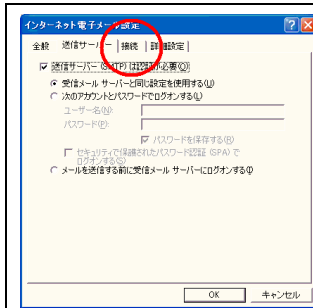 インターネット電子メール設定
全般 送信サーバー 接続 詳細設定
送信サーバー (SMTP) は認証が必要(O)
受信メール サーバーと同じ設定を使用する(U)
次のアカウントとパスワードでログオンする(L)
ユーザー名(N):
パスワード(P):
パスワードを保存する(R)
セキュリティで保護されたパスワード認証 (SPA) で
ログオンする(S)
メールを送信する前に受信メール サーバーにログオンする(I)
OK キャンセル